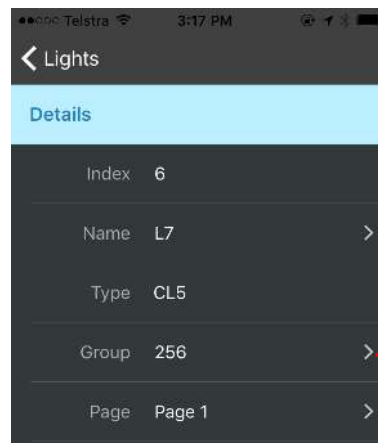 Telstra 3:17 PM
Lights
Details
Index 6
Name L7
Type CL5
Group 256
Page Page 1